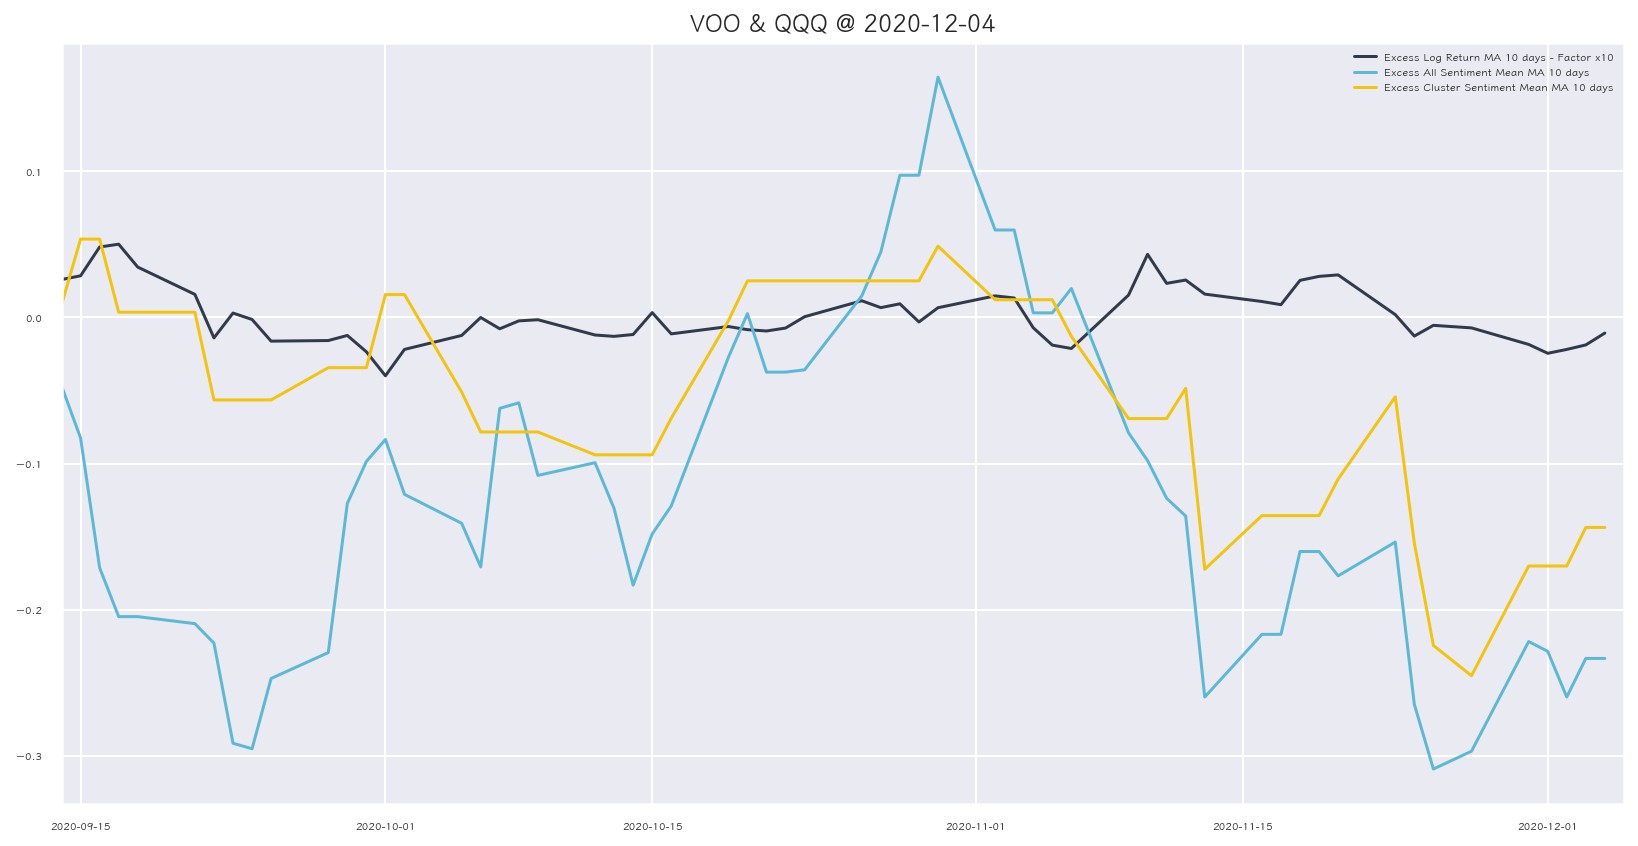 VOO & QQQ @ 2020-12-04
Excess Log Return MA 10 days - Factor x10
Excess All Sentiment Mean MA 10 days
Excess Cluster Sentiment Mean MA 10 days
0.1
0.0
−0.1
−0.2
−0.3
2020-09-15
2020-10-01
2020-10-15
2020-11-01
2020-11-15
2020-12-01